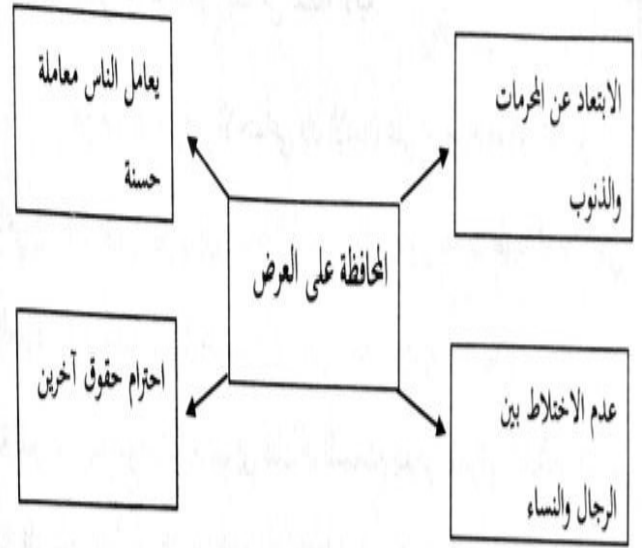 الابتعاد عن المحرمات
والذنوب
يعامل الناس معاملة
حسنة
المحافظة على العرض
عدم الاختلاط بين
الرجال والنساء
احترام حقوق آخرين